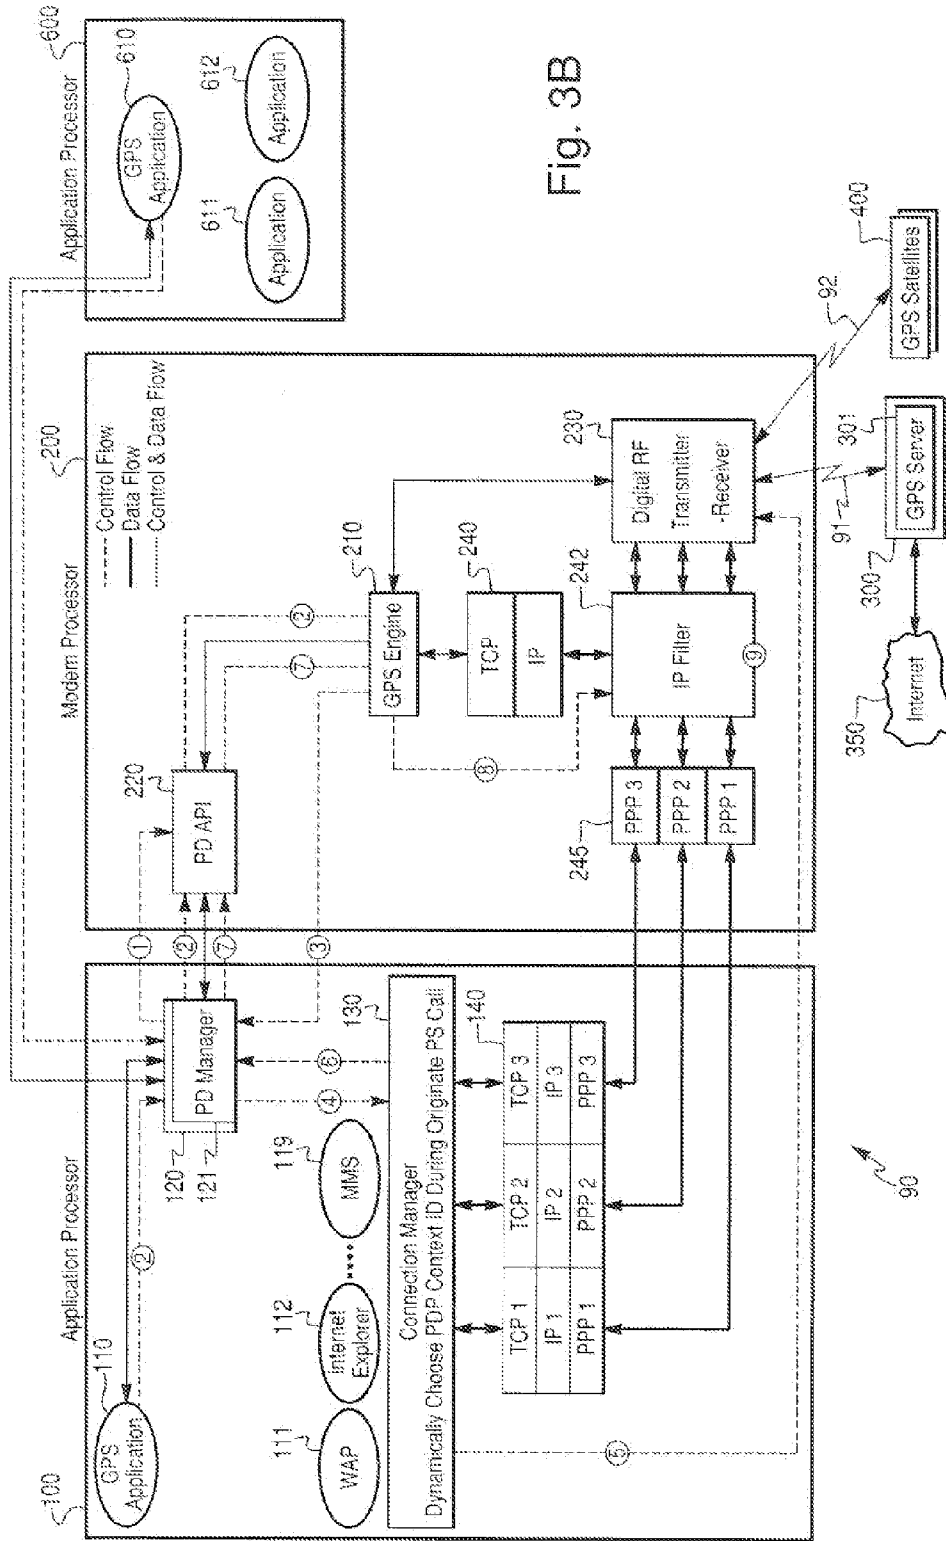 Fig. 3B
Application Processor
100
GPS
Application
110
120
121
PD Manager
111
WAP
112
Internet
Explorer
119
MMS
130
Connection Manager
Dynamically Choose PDP Context ID During Originate PS Call
140
TCP 1
TCP 2
TCP 3
IP 1
IP 2
IP 3
PPP 1
PPP 2
PPP 3
90
1
2
2
3
4
5
6
7
Modem Processor
200
Control Flow
Data Flow
Control & Data Flow
220
PD API
2
7
210
GPS Engine
8
240
TCP
IP
242
IP Filter
9
245
PPP 3
PPP 2
PPP 1
230
Digital RF
Transmitter
-Receiver
Application Processor
600
GPS
Application
610
611
Application
612
Application
91
92
350
Internet
300
301
GPS Server
400
GPS Satellites